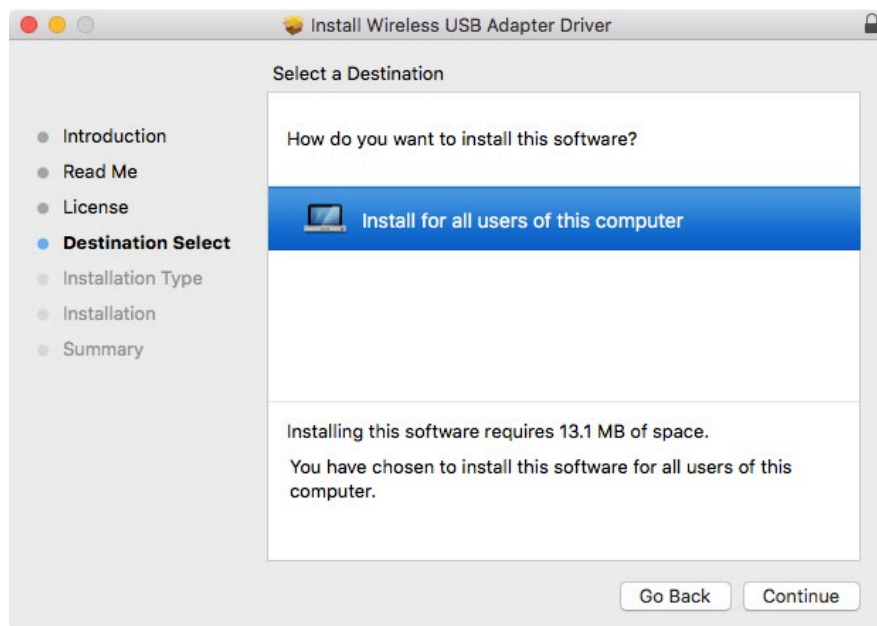 Install Wireless USB Adapter Driver
Select a Destination
Introduction
Read Me
License
Destination Select
Installation Type
Installation
Summary
How do you want to install this software?
Install for all users of this computer
Installing this software requires 13.1 MB of space.
You have chosen to install this software for all users of this
computer.
Go Back
Continue